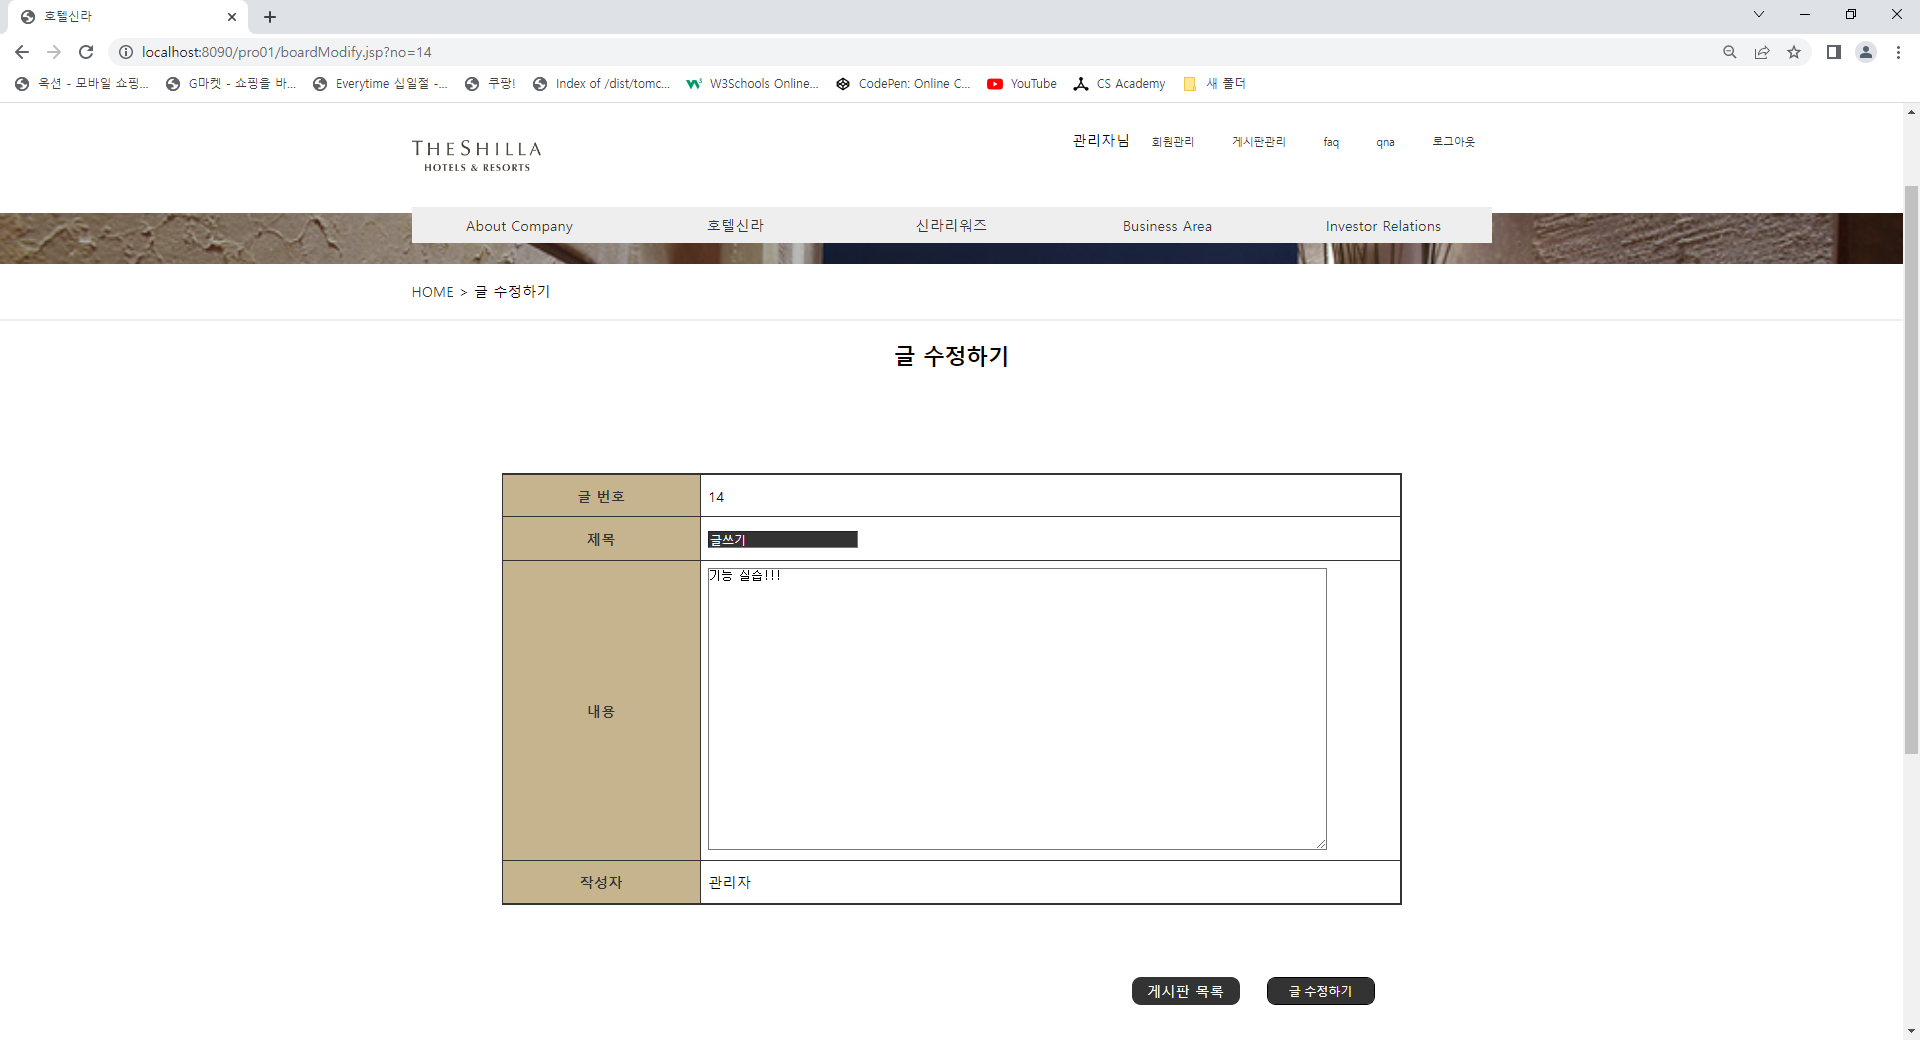 호텔신라
localhost:8090/pro01/boardModify.jsp?no=14
옥션 - 모바일 쇼핑...
G마켓 - 쇼핑을 바...
Everytime 십일절 -...
쿠팡!
Index of /dist/tomc...
W3Schools Online...
CodePen: Online C...
YouTube
CS Academy
새 폴더
THE SHILLA
HOTELS & RESORTS
관리자님
회원관리
게시판관리
faq
qna
로그아웃
About Company
호텔신라
신라리워즈
Business Area
Investor Relations
HOME > 글 수정하기
글 수정하기
글 번호
14
제목
글쓰기
내용
기능 실습!!!
작성자
관리자
게시판 목록
글 수정하기